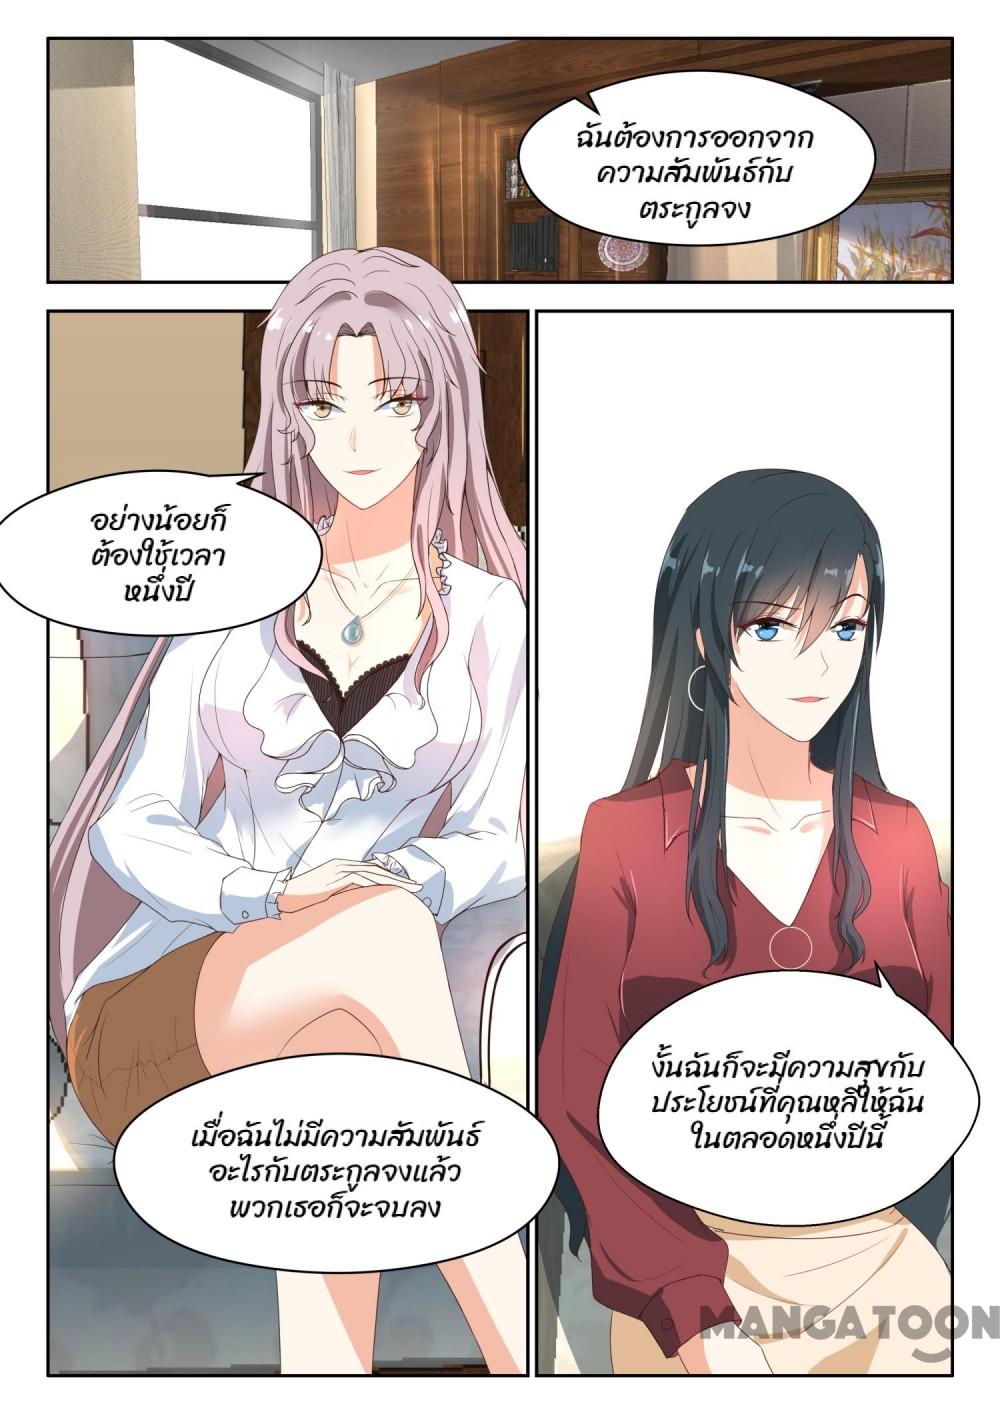 ฉันต้องการออกจาก
ความสัมพันธ์กับ
ตระกูลจง
อย่างน้อยก็
ต้องใช้เวลา
หนึ่งปี
เมื่อฉันไม่มีความสัมพันธ์
อะไรกับตระกูลจงแล้ว
พวกเธอก็จะจบลง
งั้นฉันก็จะมีความสุขกับ
ประโยชน์ที่คุณหลีให้ฉัน
ในตลอดหนึ่งปีนี้
MANGATOON